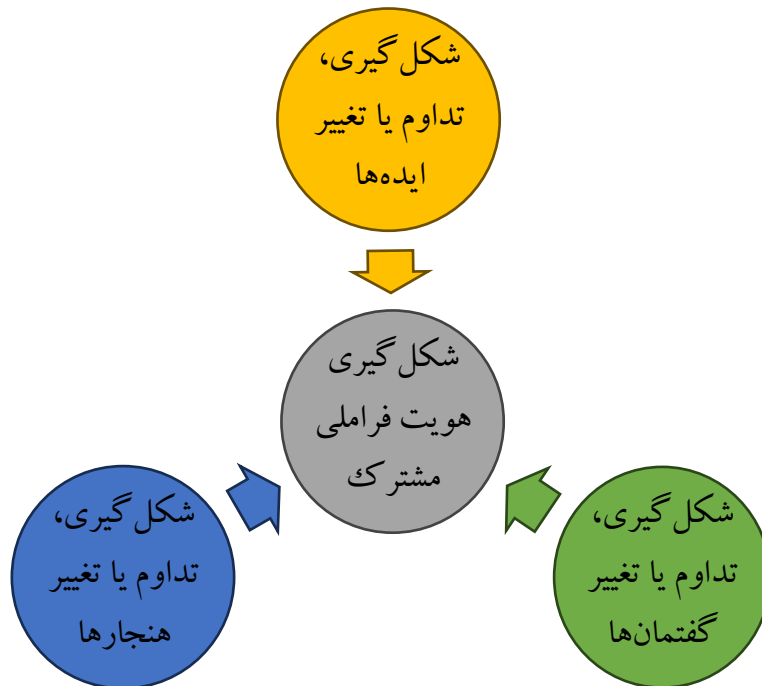 شکل‌گیری،
تداوم یا تغییر
ایده‌ها
شکل‌گیری
هویت فراملی
مشترک
شکل‌گیری،
تداوم یا تغییر
گفتمان‌ها
شکل‌گیری،
تداوم یا تغییر
هنجارها